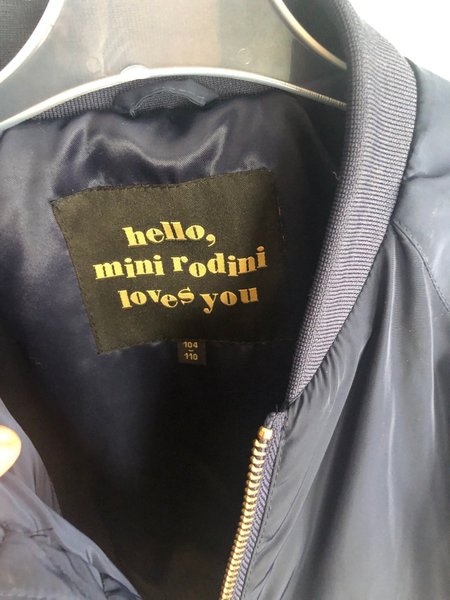 hello,
mini rodini
loves you
104
-
110